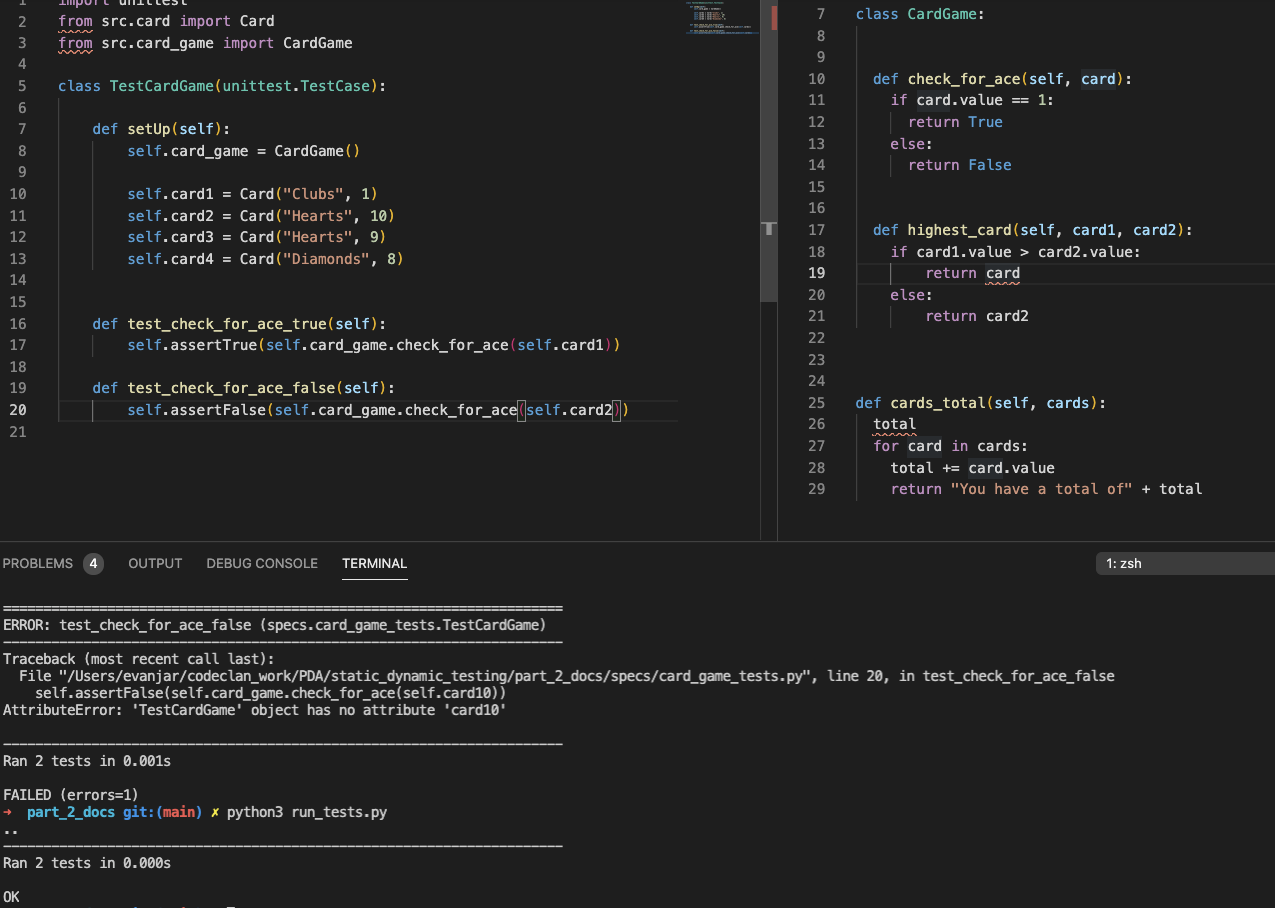 1 import unittest
2 from src.card import Card
3 from src.card_game import CardGame
4
5 class TestCardGame(unittest.TestCase):
6
7 def setUp(self):
8 self.card_game = CardGame()
9
10 self.card1 = Card("Clubs", 1)
11 self.card2 = Card("Hearts", 10)
12 self.card3 = Card("Hearts", 9)
13 self.card4 = Card("Diamonds", 8)
14
15
16 def test_check_for_ace_true(self):
17 self.assertTrue(self.card_game.check_for_ace(self.card1))
18
19 def test_check_for_ace_false(self):
20 self.assertFalse(self.card_game.check_for_ace(self.card2))
21
7 class CardGame:
8
9
10 def check_for_ace(self, card):
11 if card.value == 1:
12 return True
13 else:
14 return False
15
16
17 def highest_card(self, card1, card2):
18 if card1.value > card2.value:
19 return card
20 else:
21 return card2
22
23
24
25 def cards_total(self, cards):
26 total
27 for card in cards:
28 total += card.value
29 return "You have a total of" + total
PROBLEMS 4 OUTPUT DEBUG CONSOLE TERMINAL 1: zsh
======================================================================
ERROR: test_check_for_ace_false (specs.card_game_tests.TestCardGame)
----------------------------------------------------------------------
Traceback (most recent call last):
File "/Users/evanjar/codeclan_work/PDA/static_dynamic_testing/part_2_docs/specs/card_game_tests.py", line 20, in test_check_for_ace_false
self.assertFalse(self.card_game.check_for_ace(self.card10))
AttributeError: 'TestCardGame' object has no attribute 'card10'
----------------------------------------------------------------------
Ran 2 tests in 0.001s
FAILED (errors=1)
→ part_2_docs git:(main) ✗ python3 run_tests.py
..
----------------------------------------------------------------------
Ran 2 tests in 0.000s
OK